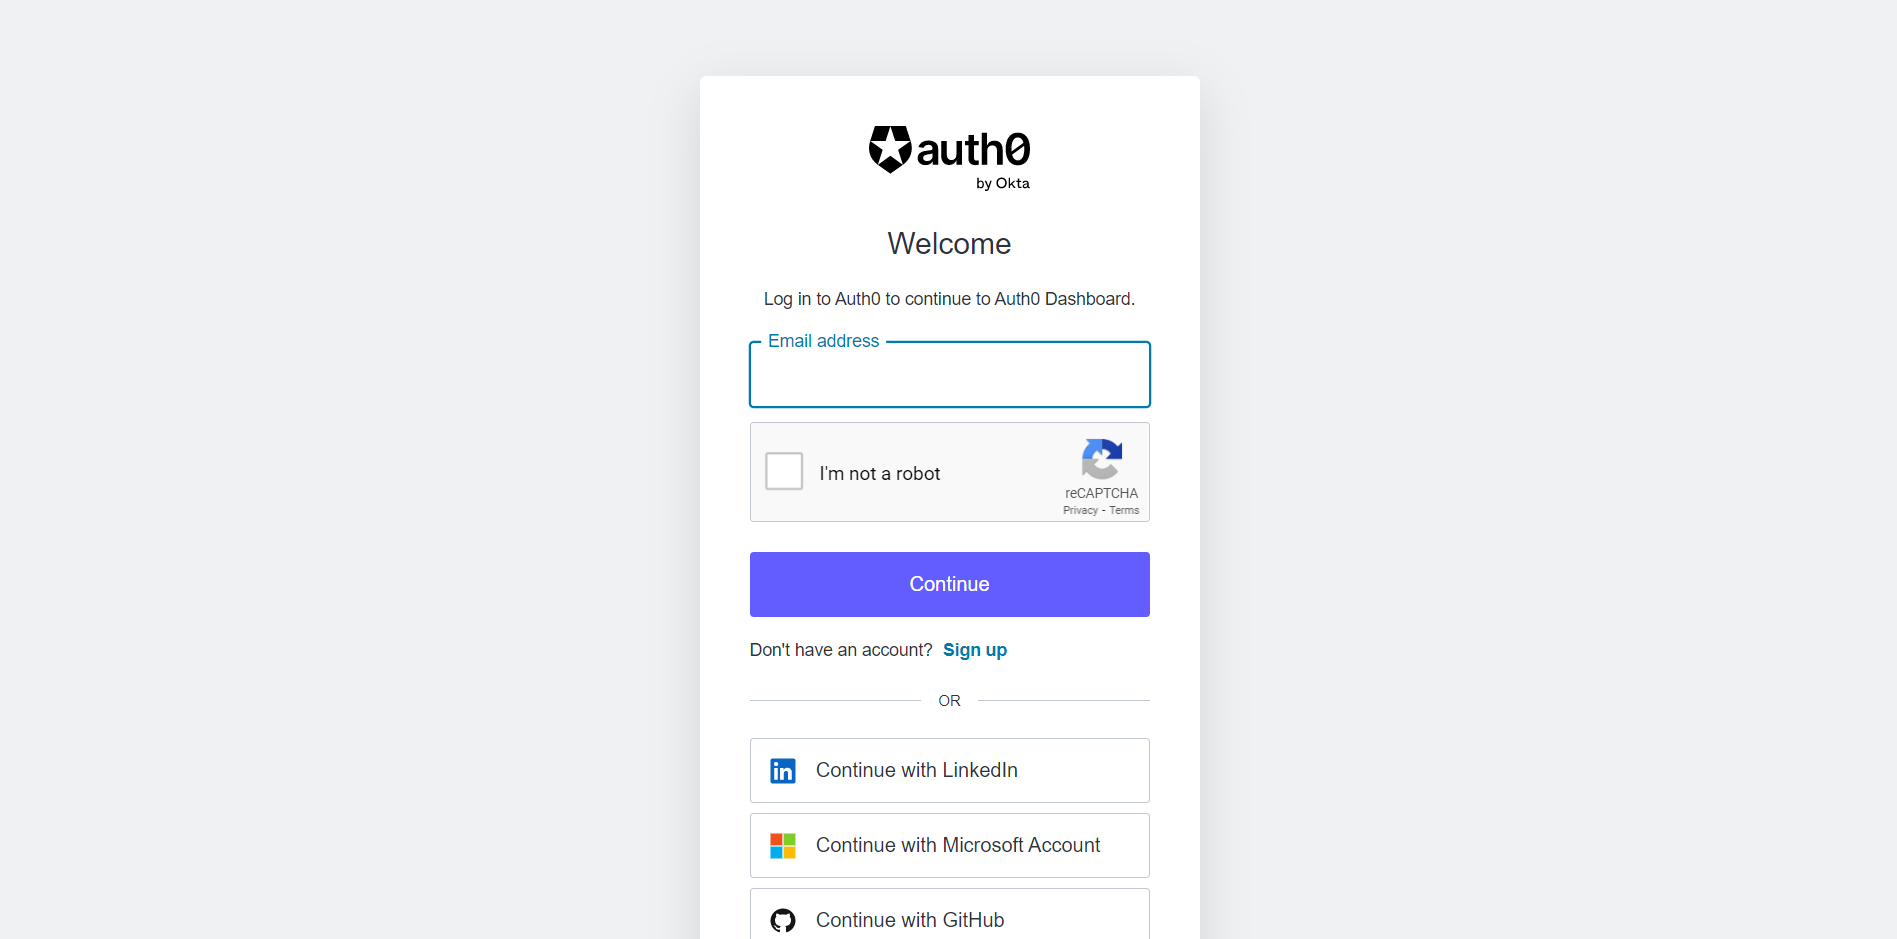 auth0
by Okta
Welcome
Log in to Auth0 to continue to Auth0 Dashboard.
Email address
I'm not a robot
reCAPTCHA
Privacy - Terms
Continue
Don't have an account? Sign up
OR
in Continue with LinkedIn
Continue with Microsoft Account
Continue with GitHub